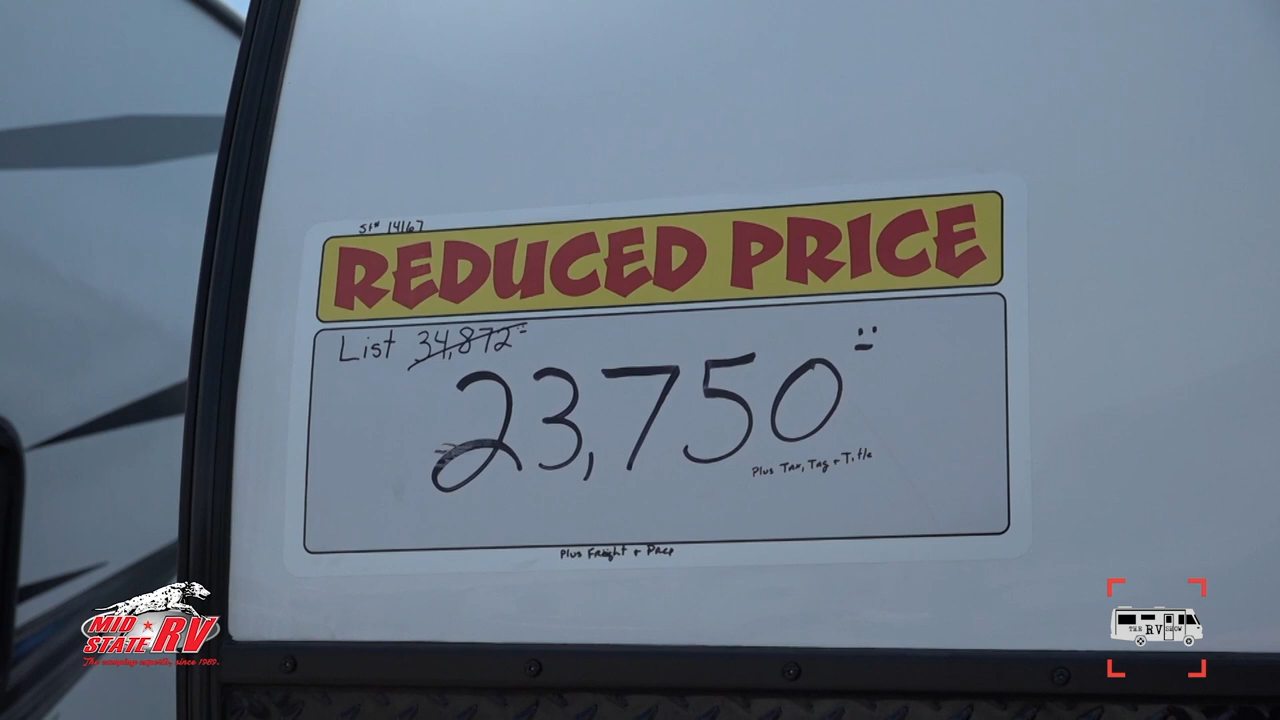 St# 14167
REDUCED PRICE
List 34,872
23,750
Plus Tax, Tag + Title
Plus Freight + Prep
MID STATE RV
The camping experts, since 1969.
THE RV SHOW